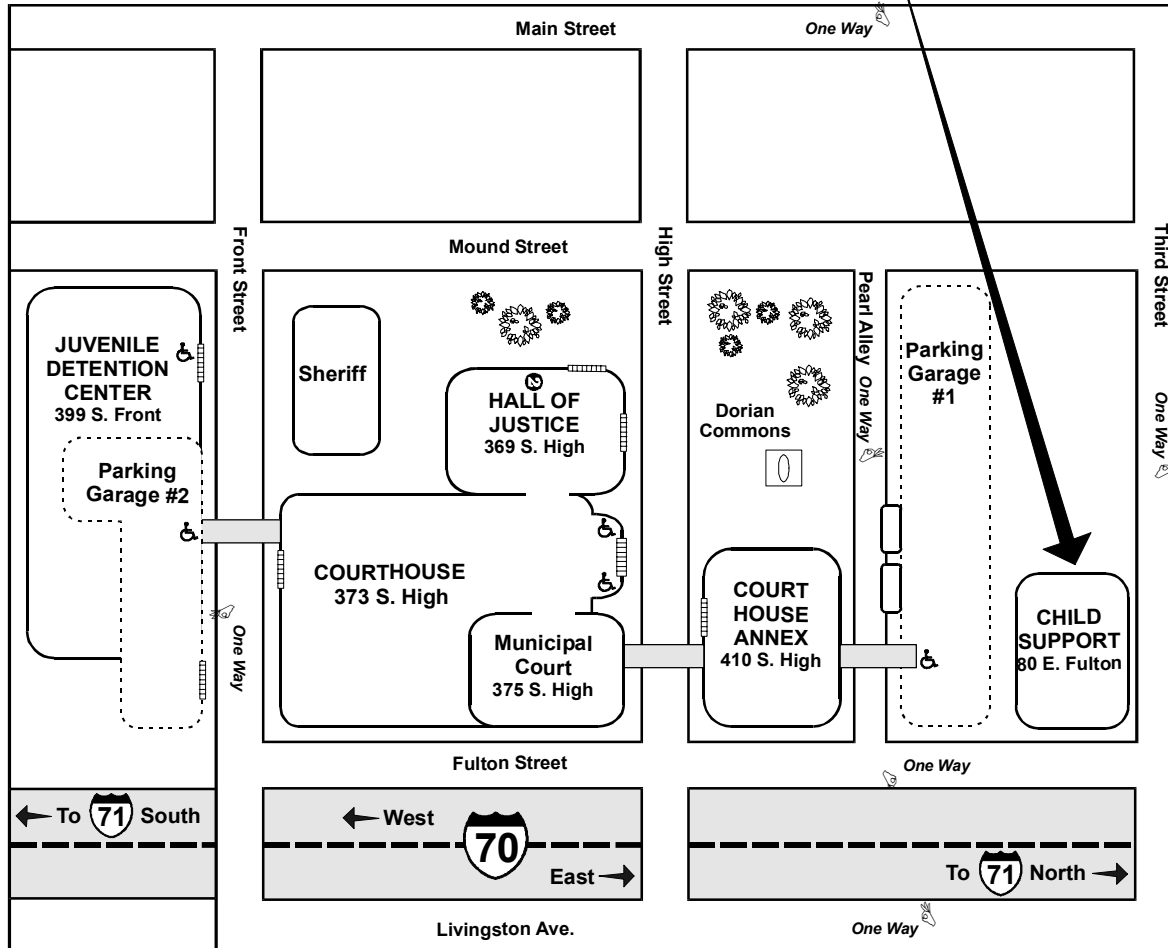 Main Street
One Way
Front Street
Mound Street
High Street
Third Street
JUVENILE
DETENTION
CENTER
399 S. Front
Parking
Garage #2
One Way
Sheriff
HALL OF
JUSTICE
369 S. High
COURTHOUSE
373 S. High
Municipal
Court
375 S. High
Dorian
Commons
COURT
HOUSE
ANNEX
410 S. High
Pearl Alley
One Way
Parking
Garage
#1
One Way
CHILD
SUPPORT
80 E. Fulton
Fulton Street
One Way
To 71 South
West
70
East
To 71 North
Livingston Ave.
One Way